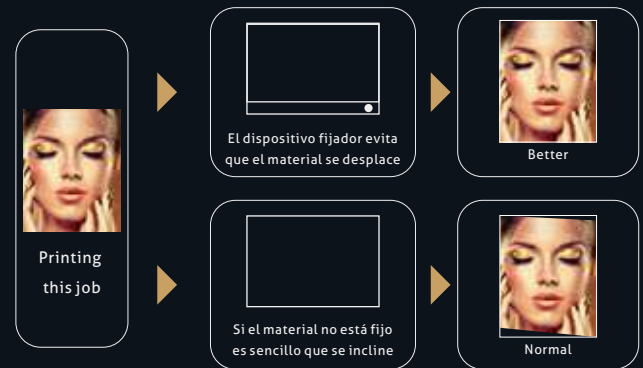 Printing
this job
El dispositivo fijador evita
que el material se desplace
Better
Si el material no está fijo
es sencillo que se incline
Normal